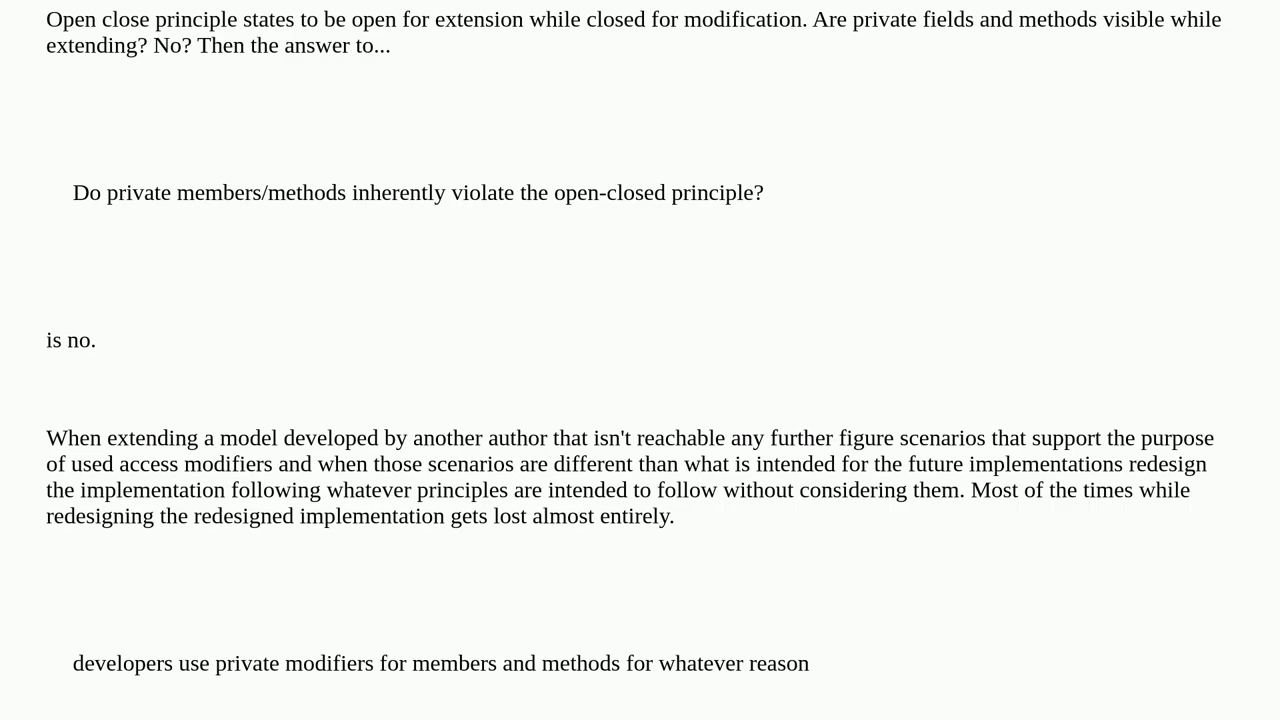 Open close principle states to be open for extension while closed for modification. Are private fields and methods visible while
extending? No? Then the answer to...
Do private members/methods inherently violate the open-closed principle?
is no.
When extending a model developed by another author that isn't reachable any further figure scenarios that support the purpose
of used access modifiers and when those scenarios are different than what is intended for the future implementations redesign
the implementation following whatever principles are intended to follow without considering them. Most of the times while
redesigning the redesigned implementation gets lost almost entirely.
developers use private modifiers for members and methods for whatever reason